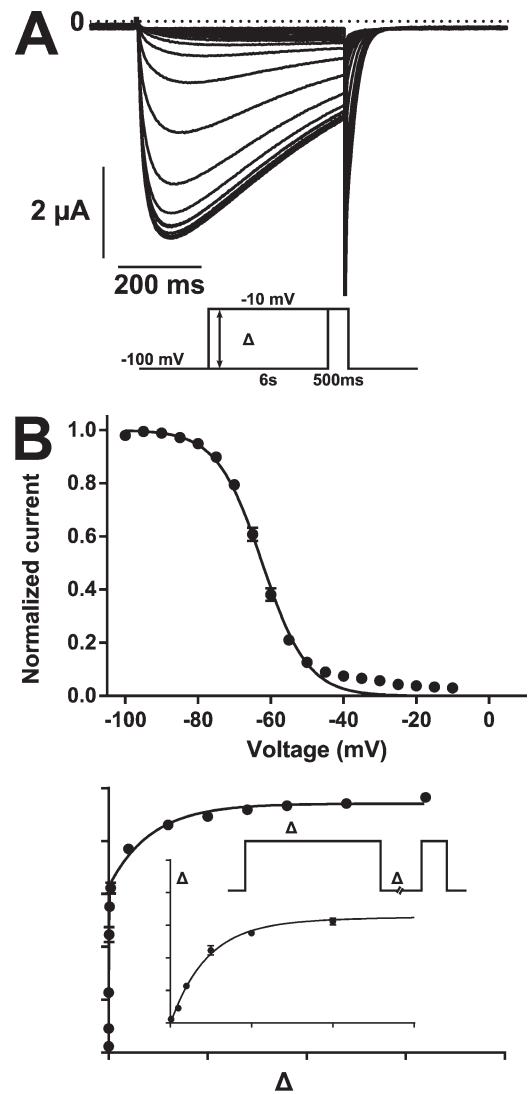 A
0
2 µA
200 ms
-10 mV
Δ
-100 mV
6s
500ms
B
Normalized current
1.0
0.8
0.6
0.4
0.2
0.0
-100
-80
-60
-40
-20
0
Voltage (mV)
Δ
Δ
Δ
Δ